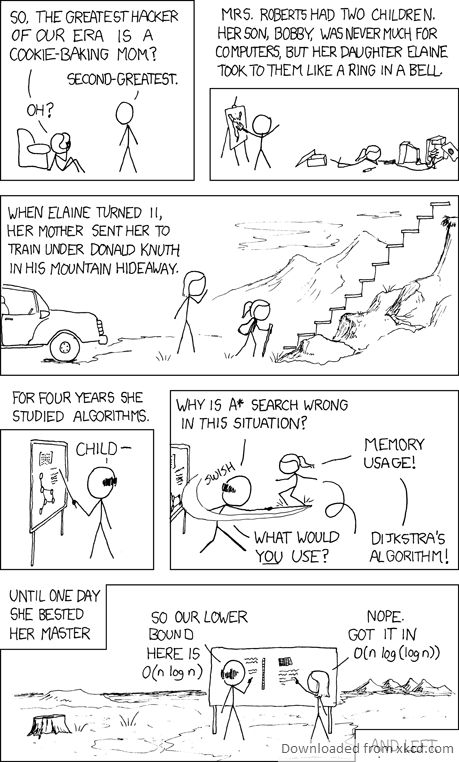 SO, THE GREATEST HACKER
OF OUR ERA IS A
COOKIE-BAKING MOM?
SECOND-GREATEST.
OH?
MRS. ROBERTS HAD TWO CHILDREN.
HER SON, BOBBY, WAS NEVER MUCH FOR
COMPUTERS, BUT HER DAUGHTER ELAINE
TOOK TO THEM LIKE A RING IN A BELL.
WHEN ELAINE TURNED 11,
HER MOTHER SENT HER TO
TRAIN UNDER DONALD KNUTH
IN HIS MOUNTAIN HIDEAWAY.
FOR FOUR YEARS SHE
STUDIED ALGORITHMS.
CHILD—
WHY IS A* SEARCH WRONG
IN THIS SITUATION?
SWISH
MEMORY
USAGE!
WHAT WOULD
YOU USE?
DIJKSTRA'S
ALGORITHM!
UNTIL ONE DAY
SHE BESTED
HER MASTER
SO OUR LOWER
BOUND
HERE IS
O(n log n)
NOPE.
GOT IT IN
O(n log(log n))
AND LEFT
Downloaded from xkcd.com